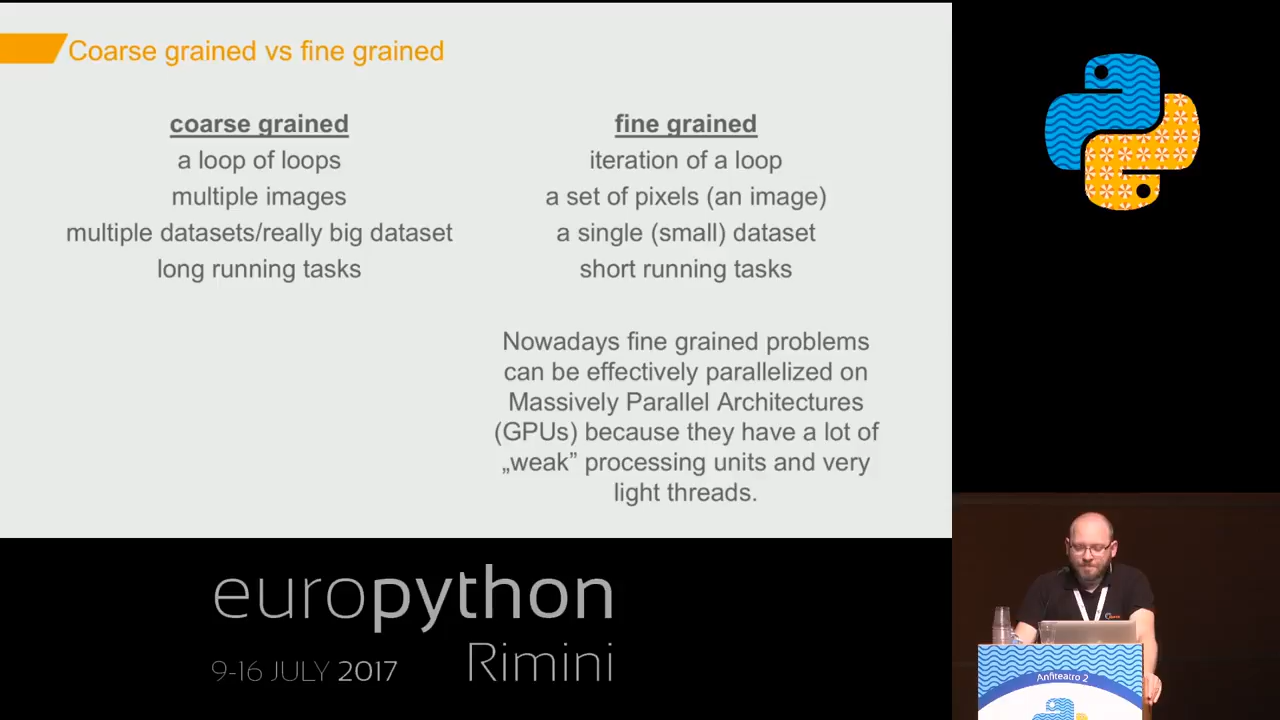 Coarse grained vs fine grained
coarse grained
a loop of loops
multiple images
multiple datasets/really big dataset
long running tasks
fine grained
iteration of a loop
a set of pixels (an image)
a single (small) dataset
short running tasks
Nowadays fine grained problems
can be effectively parallelized on
Massively Parallel Architectures
(GPUs) because they have a lot of
„weak” processing units and very
light threads.
europython
9-16 JULY 2017
Rimini
Anfiteatro 2